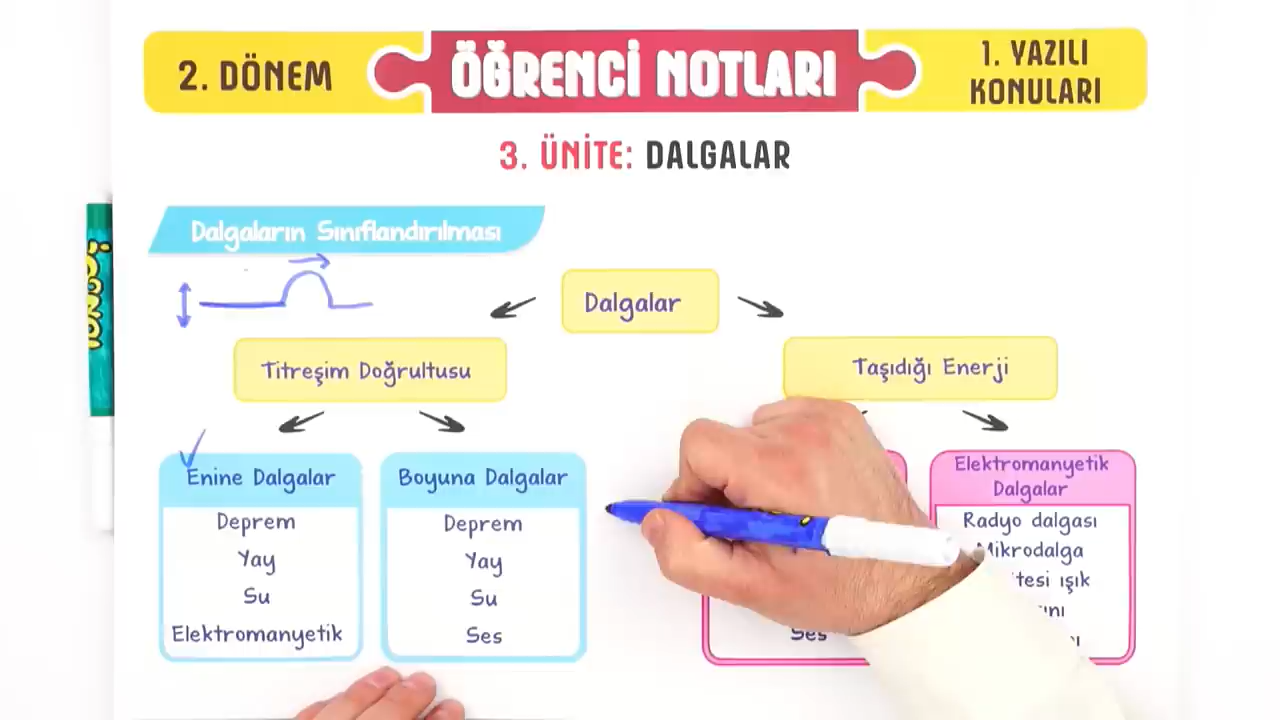 2. DÖNEM
ÖĞRENCİ NOTLARI
1. YAZILI
KONULARI
3. ÜNİTE: DALGALAR
Dalgaların Sınıflandırılması
Dalgalar
Titreşim Doğrultusu
Taşıdığı Enerji
Enine Dalgalar
Deprem
Yay
Su
Elektromanyetik
Boyuna Dalgalar
Deprem
Yay
Su
Ses
Ses
Elektromanyetik
Dalgalar
Radyo dalgası
Mikrodalga
ışık